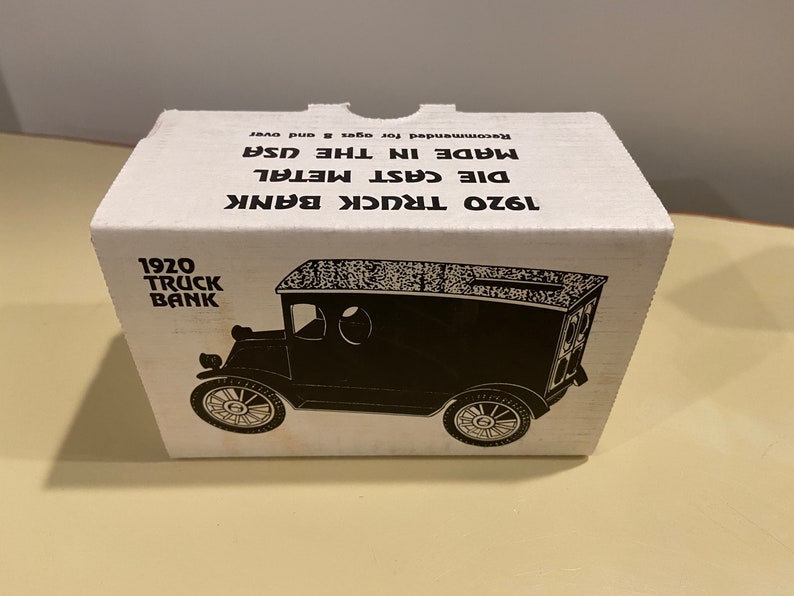 1920 TRUCK BANK
DIE CAST METAL
MADE IN THE USA
Recommended for ages 8 and over
1920
TRUCK
BANK